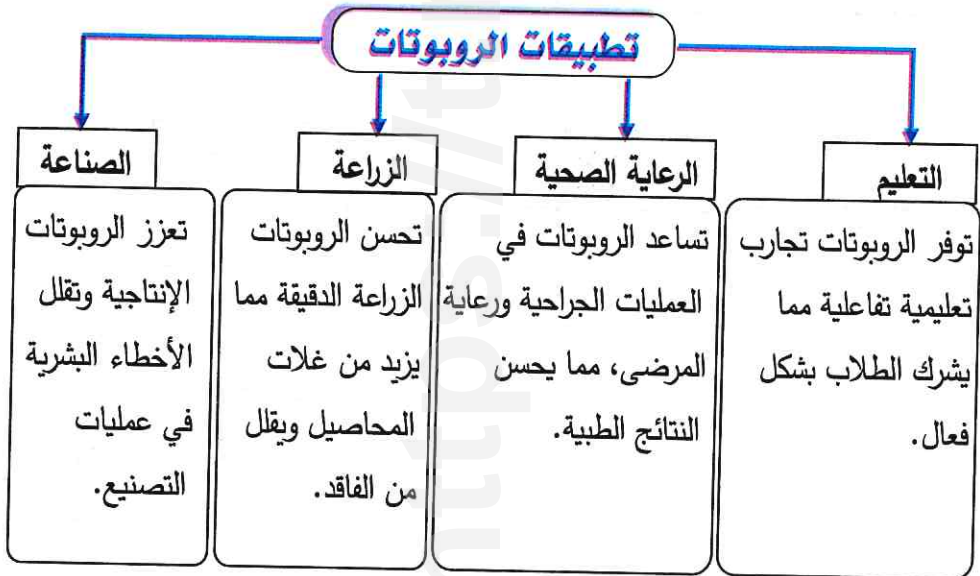 تطبيقات الروبوتات
التعليم
توفر الروبوتات تجارب
تعليمية تفاعلية مما
يشرك الطلاب بشكل
فعال.
الرعاية الصحية
تساعد الروبوتات في
العمليات الجراحية ورعاية
المرضى، مما يحسن
النتائج الطبية.
الزراعة
تحسن الروبوتات
الزراعة الدقيقة مما
يزيد من غلات
المحاصيل ويقلل
من الفاقد.
الصناعة
تعزز الروبوتات
الإنتاجية وتقلل
الأخطاء البشرية
في عمليات
التصنيع.